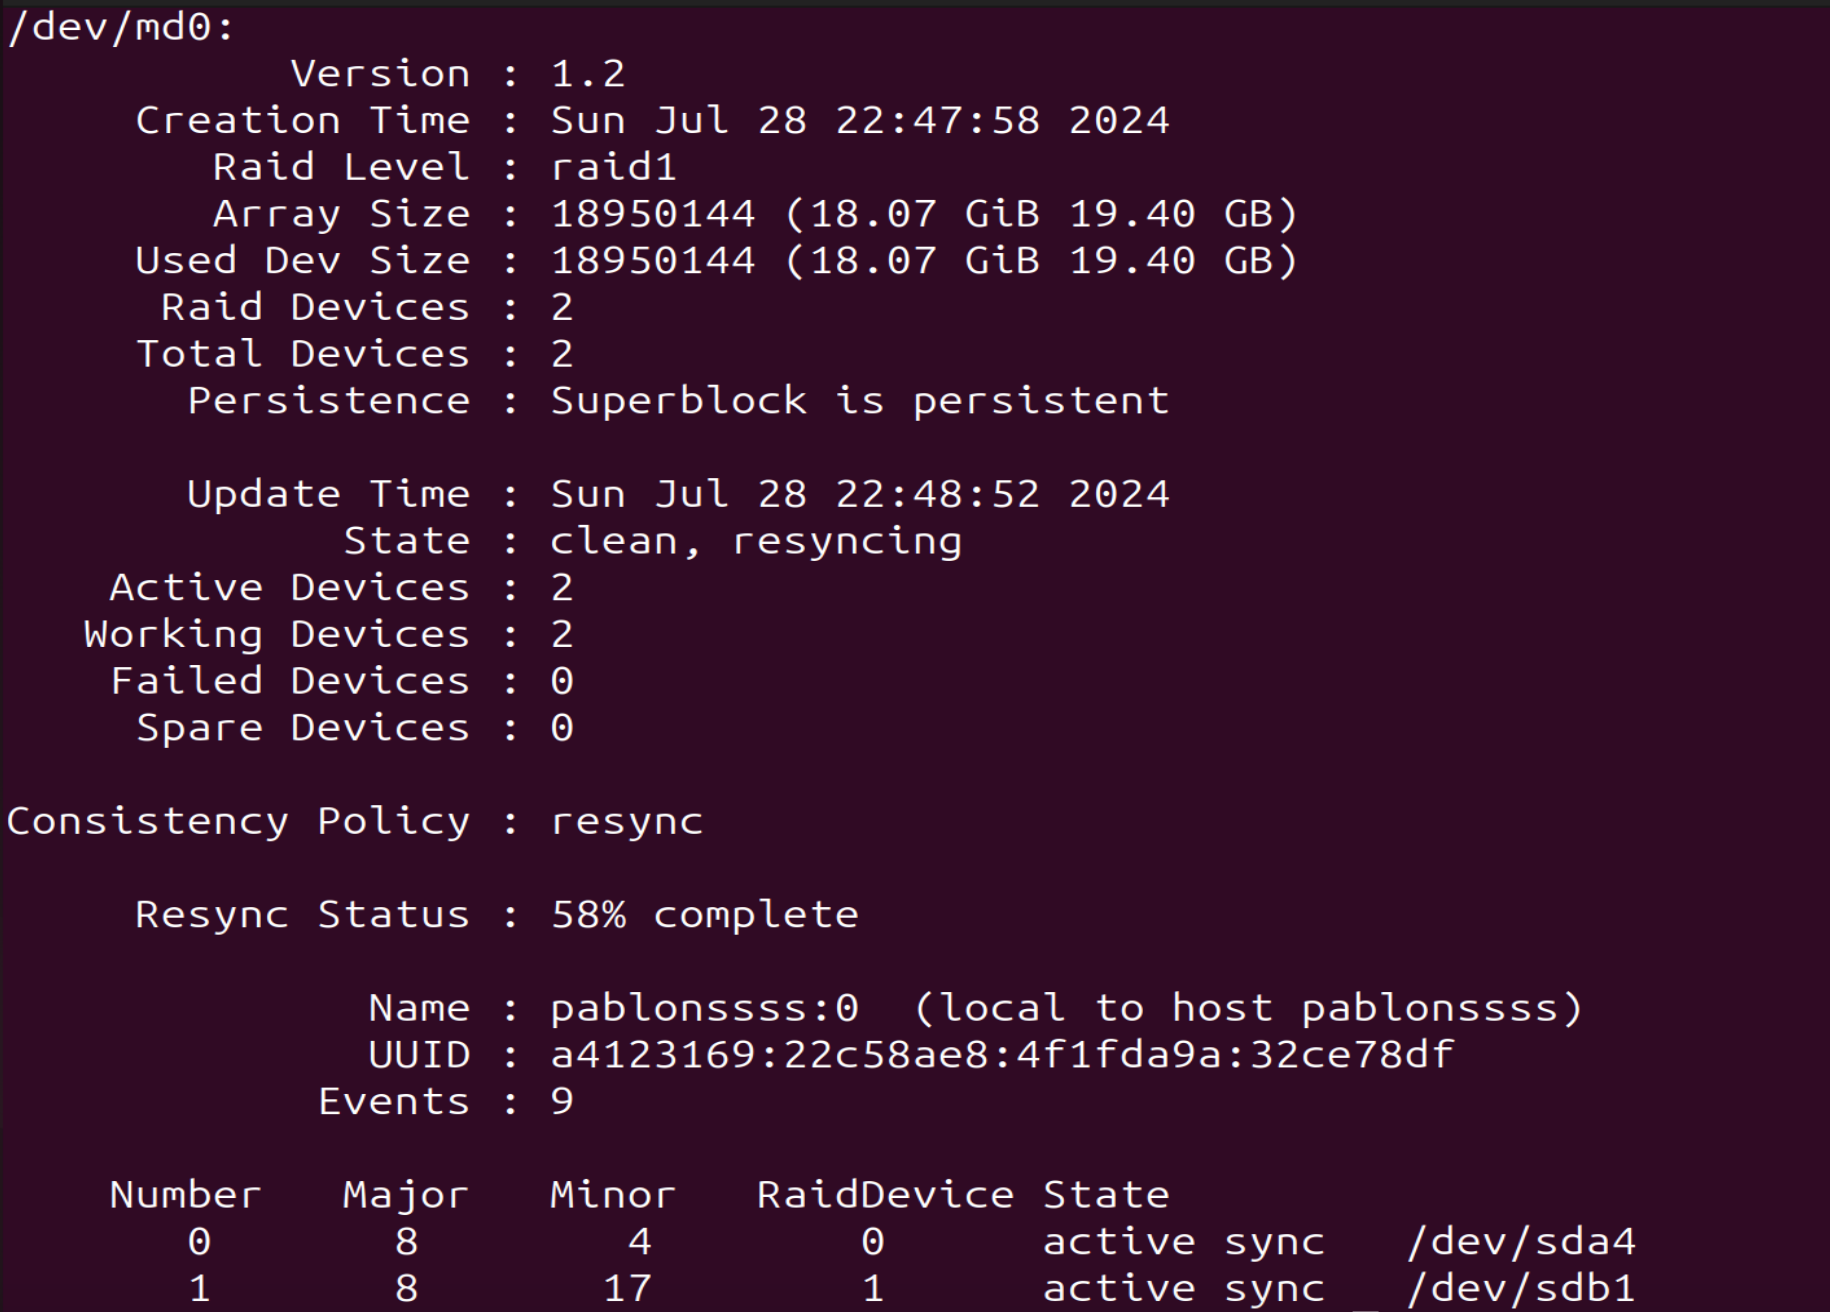 /dev/md0:
Version : 1.2
Creation Time : Sun Jul 28 22:47:58 2024
Raid Level : raid1
Array Size : 18950144 (18.07 GiB 19.40 GB)
Used Dev Size : 18950144 (18.07 GiB 19.40 GB)
Raid Devices : 2
Total Devices : 2
Persistence : Superblock is persistent
Update Time : Sun Jul 28 22:48:52 2024
State : clean, resyncing
Active Devices : 2
Working Devices : 2
Failed Devices : 0
Spare Devices : 0
Consistency Policy : resync
Resync Status : 58% complete
Name : pablonssss:0  (local to host pablonssss)
UUID : a4123169:22c58ae8:4f1fda9a:32ce78df
Events : 9
Number   Major   Minor   RaidDevice State
0       8        4        0      active sync   /dev/sda4
1       8       17        1      active sync   /dev/sdb1